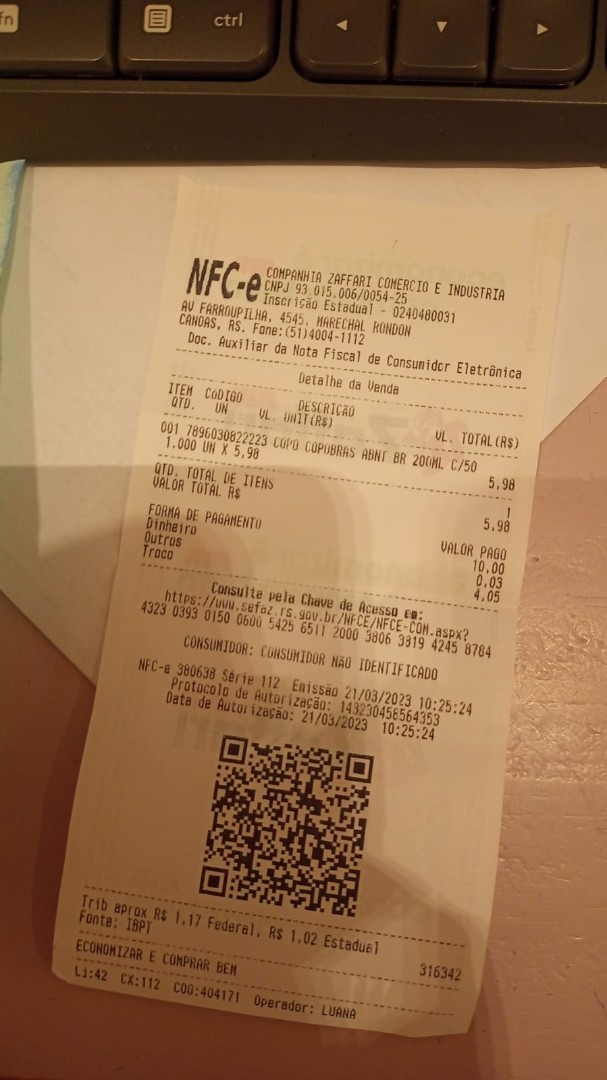 fn
ctrl
NFC-e
COMPANHIA ZAFFARI COMERCIO E INDUSTRIA
CNPJ 93.015.006/0054-25
Inscrição Estadual - 0240480031
AV FARROUPILHA, 4545, MARECHAL RONDON
CANOAS, RS. Fone:(51)4004-1112
Doc. Auxiliar da Nota Fiscal de Consumidor Eletrônica
Detalhe da Venda
ITEM CóDIGO DESCRIÇÃO
QTD. UN VL. UNIT(R$) VL. TOTAL(R$)
001 7896030822223 COPO COPOBRAS ABNT BR 200ML C/50
1.000 UN X 5,98 5,98
QTD. TOTAL DE ITENS 1
VALOR TOTAL R$ 5,98
FORMA DE PAGAMENTO VALOR PAGO
Dinheiro 10.00
Outros 0.03
Troco 4.05
Consulte pela Chave de Acesso em:
https://www.sefaz.rs.gov.br/NFCE/NFCE-COM.aspx?
4323 0393 0150 0600 5425 6511 2000 3806 3819 4245 8784
CONSUMIDOR: CONSUMIDOR NÃO IDENTIFICADO
NFC-e 380638 Série 112 Emissão 21/03/2023 10:25:24
Protocolo de Autorização: 143230456564353
Data de Autorização: 21/03/2023 10:25:24
Trib aprox R$ 1,17 Federal, R$ 1,02 Estadual
Fonte: IBPT 316342
ECONOMIZAR E COMPRAR BEM
Lj:42 CX:112 COO:404171 Operador: LUANA